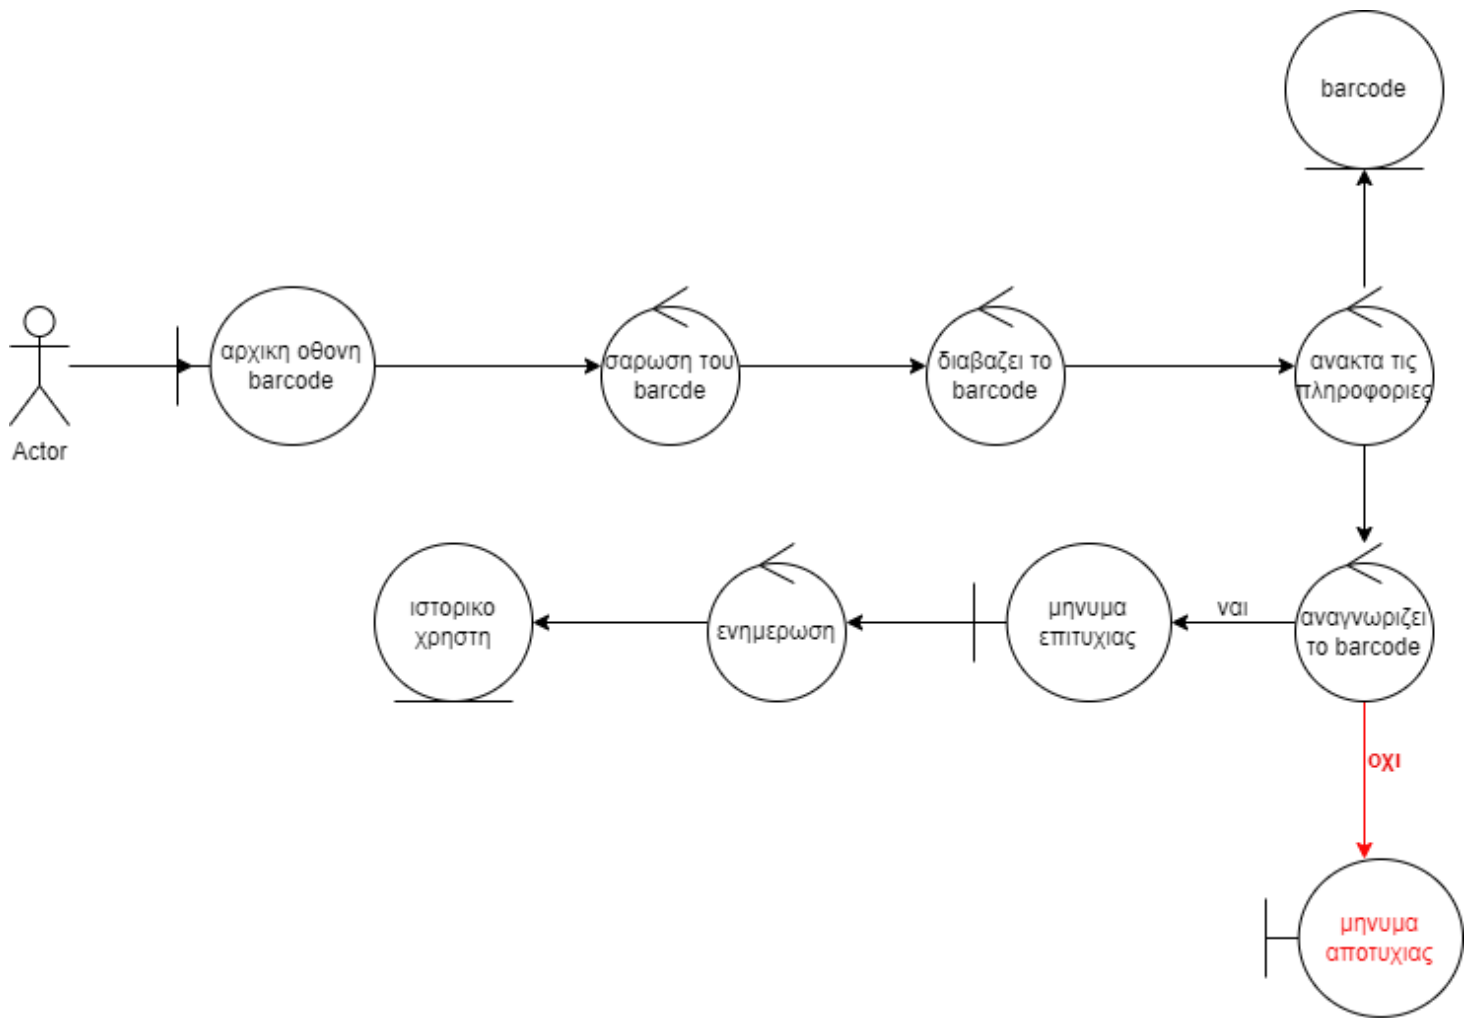 barcode
αρχικη οθονη
barcode
σαρωση του
barcde
διαβαζει το
barcode
ανακτα τις
πληροφοριες
Actor
ιστορικο
χρηστη
ενημερωση
μηνυμα
επιτυχιας
ναι
αναγνωριζει
το barcode
οχι
μηνυμα
αποτυχιας